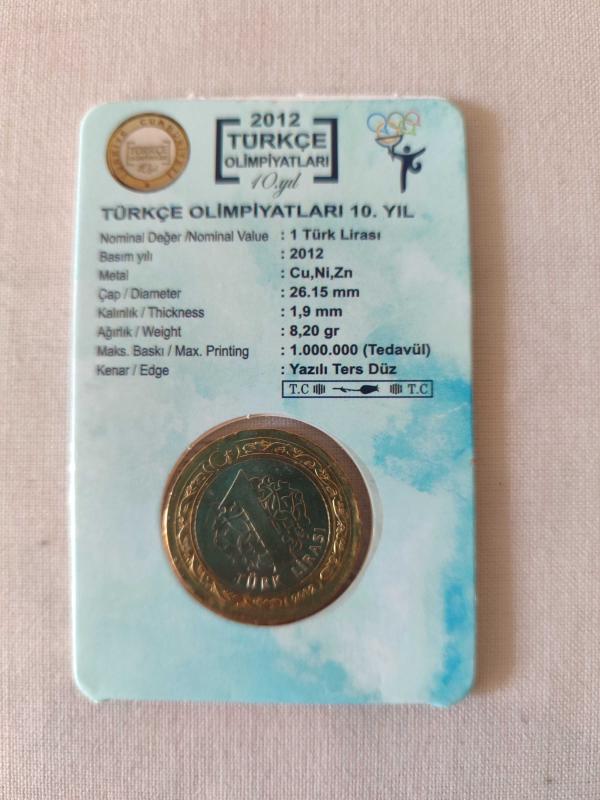 2012
TÜRKÇE
OLİMPİYATLARI
10.yıl
TÜRKÇE OLİMPİYATLARI 10. YIL
Nominal Değer /Nominal Value : 1 Türk Lirası
Basım yılı : 2012
Metal : Cu,Ni,Zn
Çap / Diameter : 26.15 mm
Kalınlık / Thickness : 1,9 mm
Ağırlık / Weight : 8,20 gr
Maks. Baskı / Max. Printing : 1.000.000 (Tedavül)
Kenar / Edge : Yazılı Ters Düz
T.C T.C
1
TÜRK LİRASI
2012